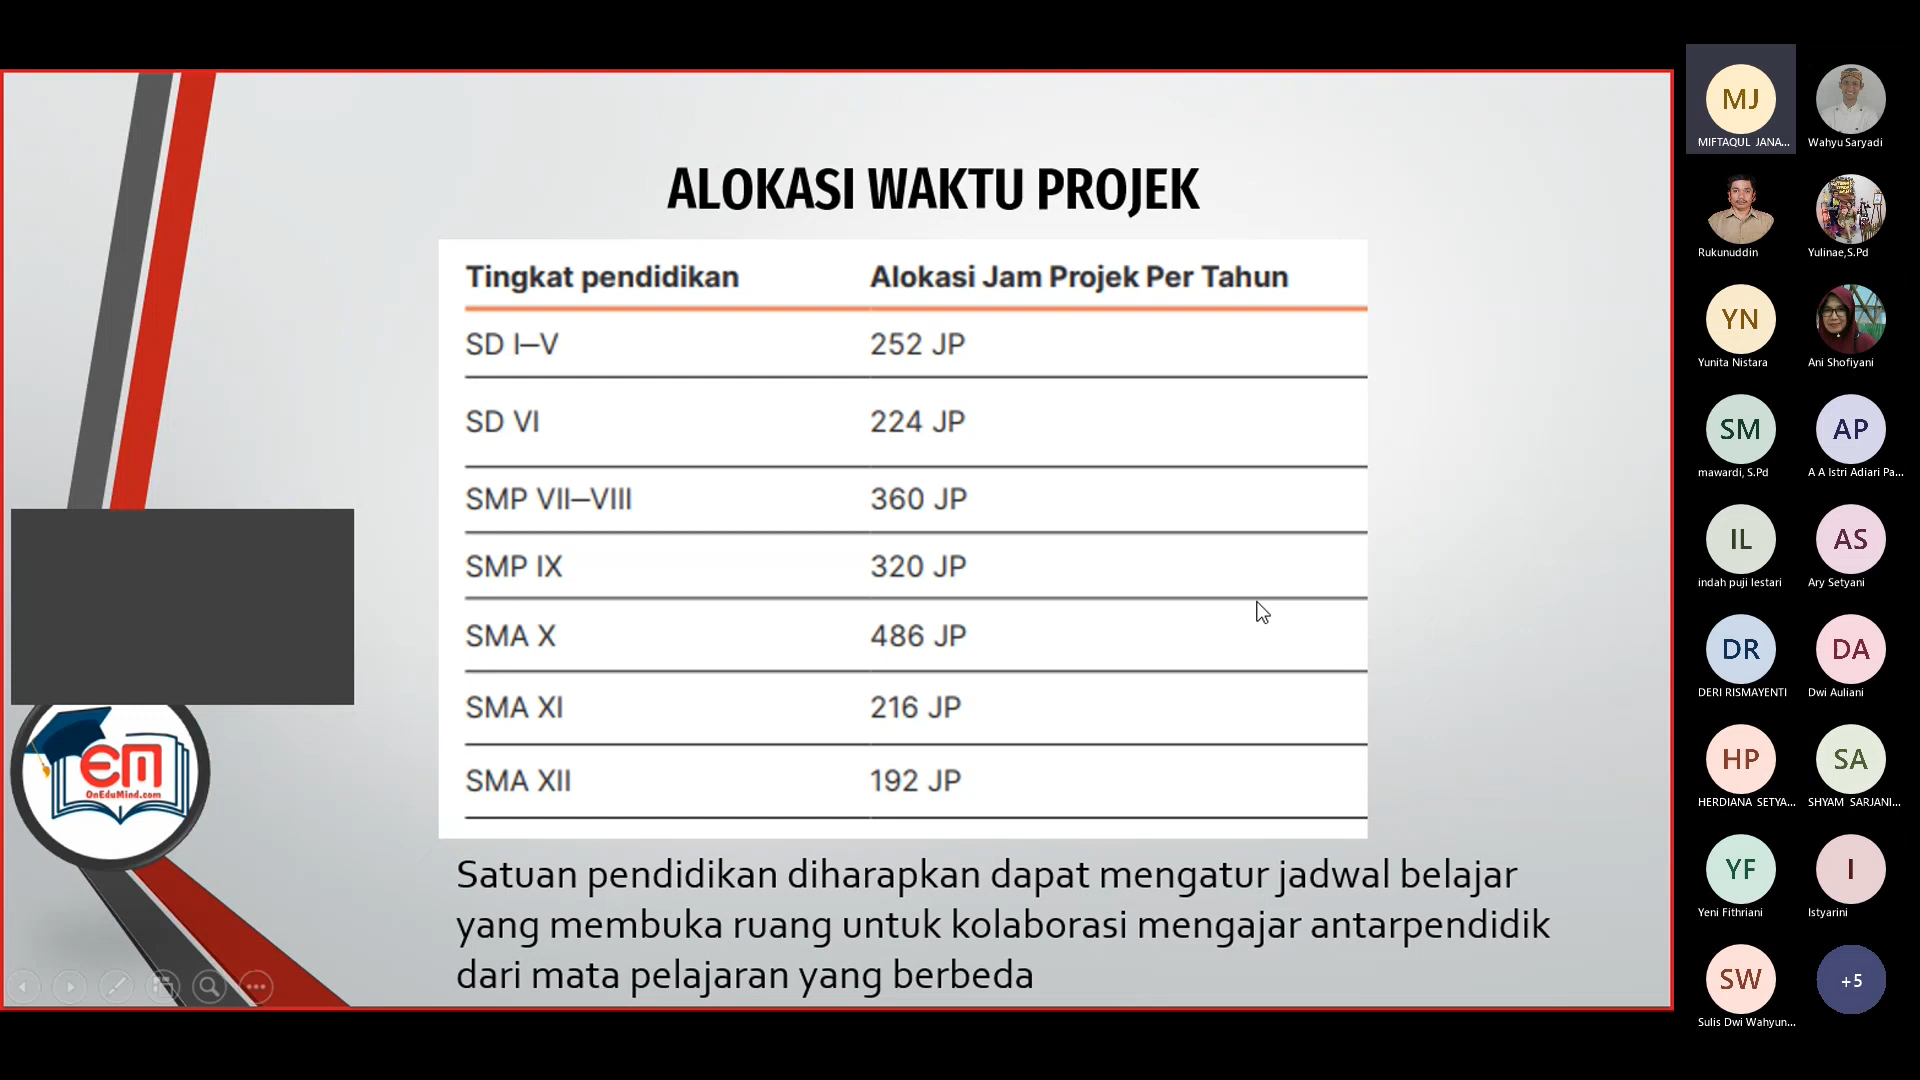 ALOKASI WAKTU PROJEK
Tingkat pendidikan Alokasi Jam Projek Per Tahun
SD I—V 252 JP
SD VI 224 JP
SMP VII—VIII 360 JP
SMP IX 320 JP
SMA X 486 JP
SMA XI 216 JP
SMA XII 192 JP
Satuan pendidikan diharapkan dapat mengatur jadwal belajar
yang membuka ruang untuk kolaborasi mengajar antarpendidik
dari mata pelajaran yang berbeda
EM
OnEduMind.com
MJ
MIFTAQUL JANA... Wahyu Saryadi
Rukunuddin Yulinae,S.Pd
YN
Yunita Nistara Ani Shofiyani
SM AP
mawardi, S.Pd A A Istri Adiari Pa...
IL AS
indah puji lestari Ary Setyani
DR DA
DERI RISMAYENTI Dwi Auliani
HP SA
HERDIANA SETYA... SHYAM SARJANI...
YF I
Yeni Fithriani Istyarini
SW +5
Sulis Dwi Wahyun...